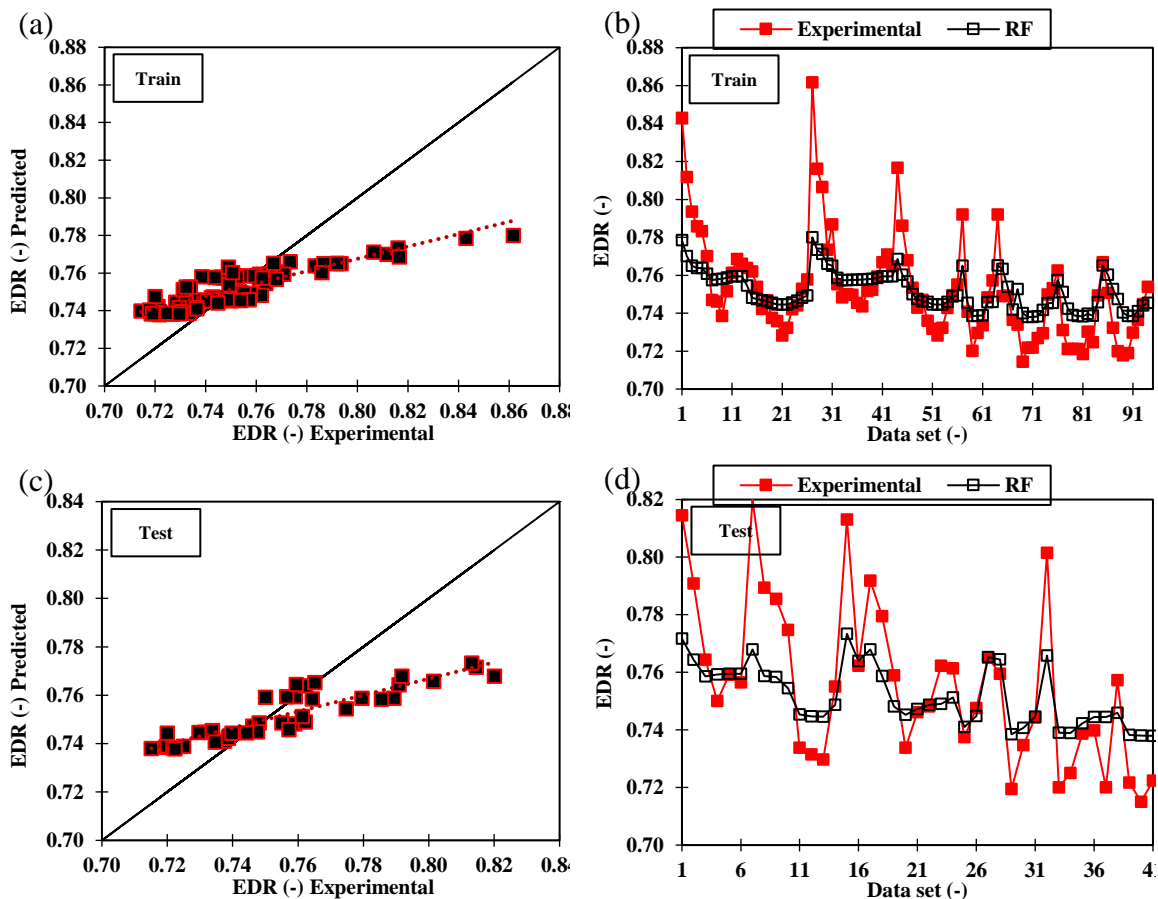 (a)
0.88
0.86
0.84
0.82
0.80
0.78
0.76
0.74
0.72
0.70
EDR (-) Predicted
Train
0.70 0.72 0.74 0.76 0.78 0.80 0.82 0.84 0.86 0.88
EDR (-) Experimental
(b)
Experimental RF
0.88
0.86
0.84
0.82
0.80
0.78
0.76
0.74
0.72
0.70
EDR (-)
Train
1 11 21 31 41 51 61 71 81 91
Data set (-)
(c)
0.84
0.82
0.80
0.78
0.76
0.74
0.72
0.70
EDR (-) Predicted
Test
0.70 0.72 0.74 0.76 0.78 0.80 0.82 0.84
EDR (-) Experimental
(d)
Experimental RF
0.82
0.80
0.78
0.76
0.74
0.72
0.70
EDR (-)
Test
1 6 11 16 21 26 31 36 41
Data set (-)